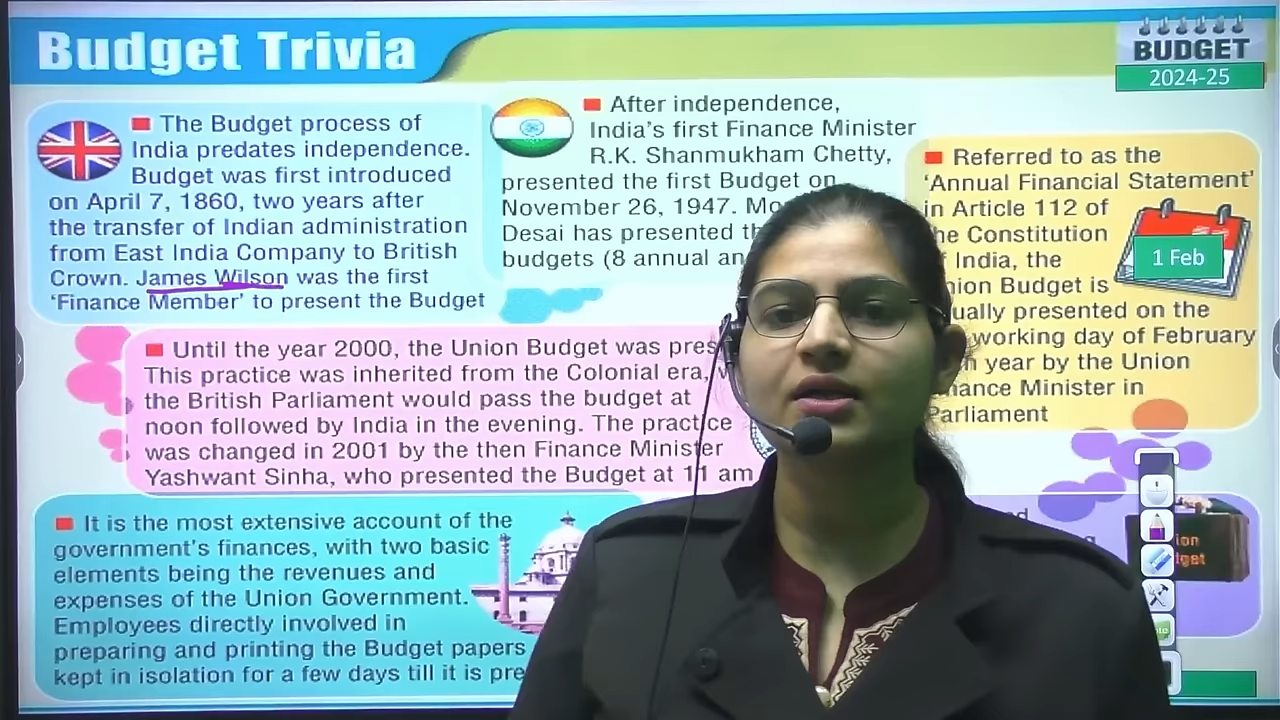 Budget Trivia
BUDGET
2024-25
The Budget process of
India predates independence.
Budget was first introduced
on April 7, 1860, two years after
the transfer of Indian administration
from East India Company to British
Crown. James Wilson was the first
‘Finance Member’ to present the Budget
After independence,
India’s first Finance Minister
R.K. Shanmukham Chetty,
presented the first Budget on
November 26, 1947.
Desai has presented
budgets (8 annual
Referred to as the
‘Annual Financial Statement’
in Article 112 of
the Constitution
India, the
Budget is
presented on the
working day of February
year by the Union
Minister in
Parliament
1 Feb
Until the year 2000, the Union Budget was
This practice was inherited from the Colonial era,
the British Parliament would pass the budget at
noon followed by India in the evening. The practice
was changed in 2001 by the then Finance Minister
Yashwant Sinha, who presented the Budget at 11 am
It is the most extensive account of the
government’s finances, with two basic
elements being the revenues and
expenses of the Union Government.
Employees directly involved in
preparing and printing the Budget papers
kept in isolation for a few days till it is